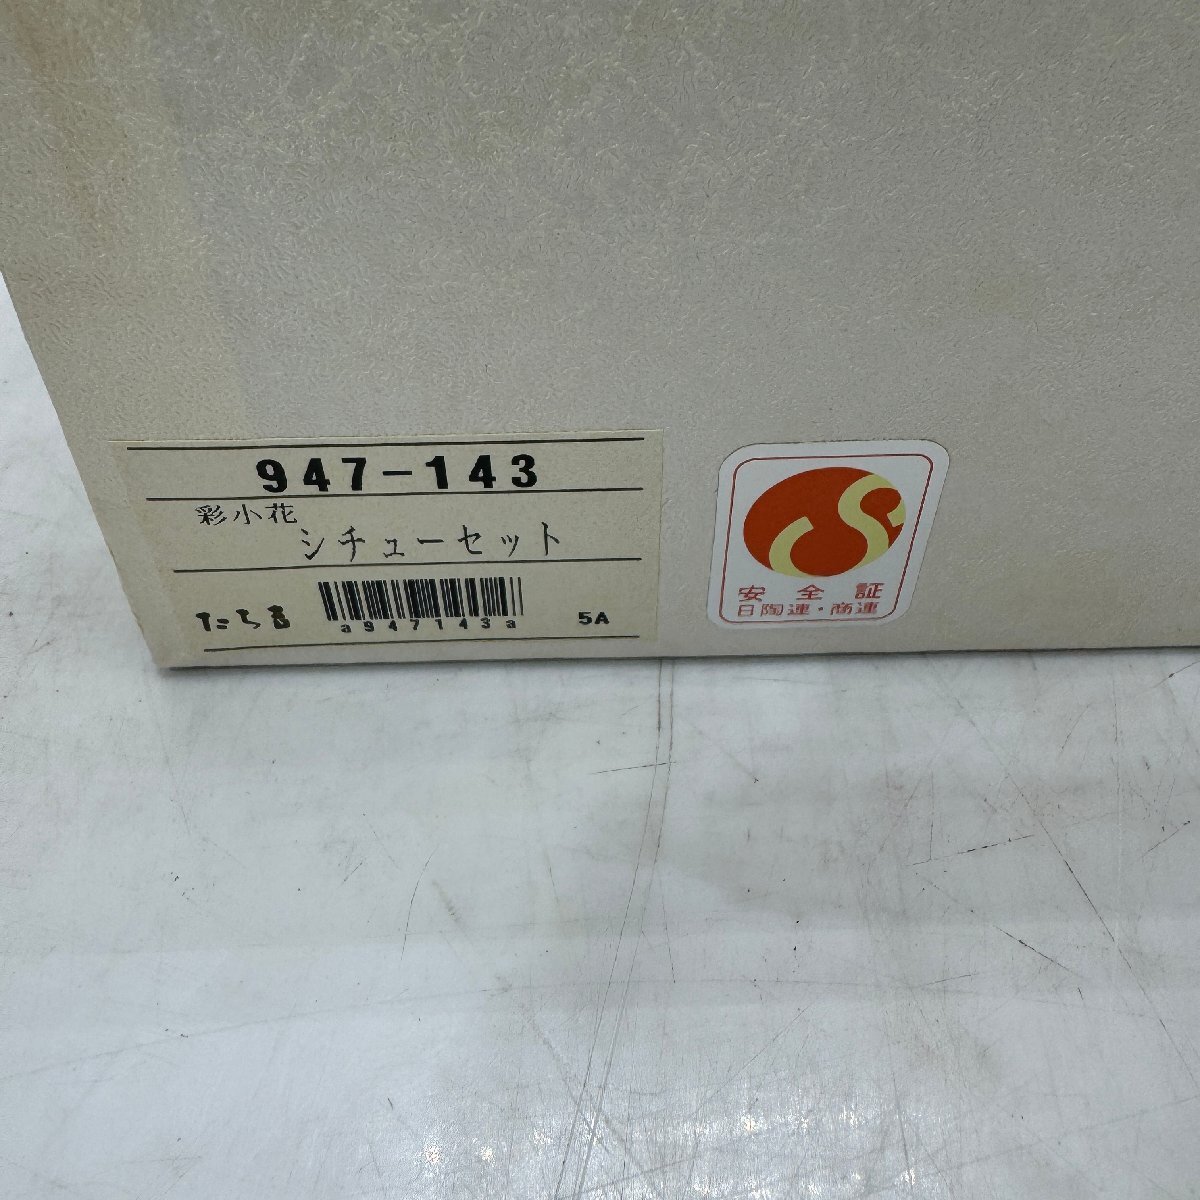 947-143
彩小花
シチューセット
たち吉
a947143a
5A
S
安全証
日陶連・商連